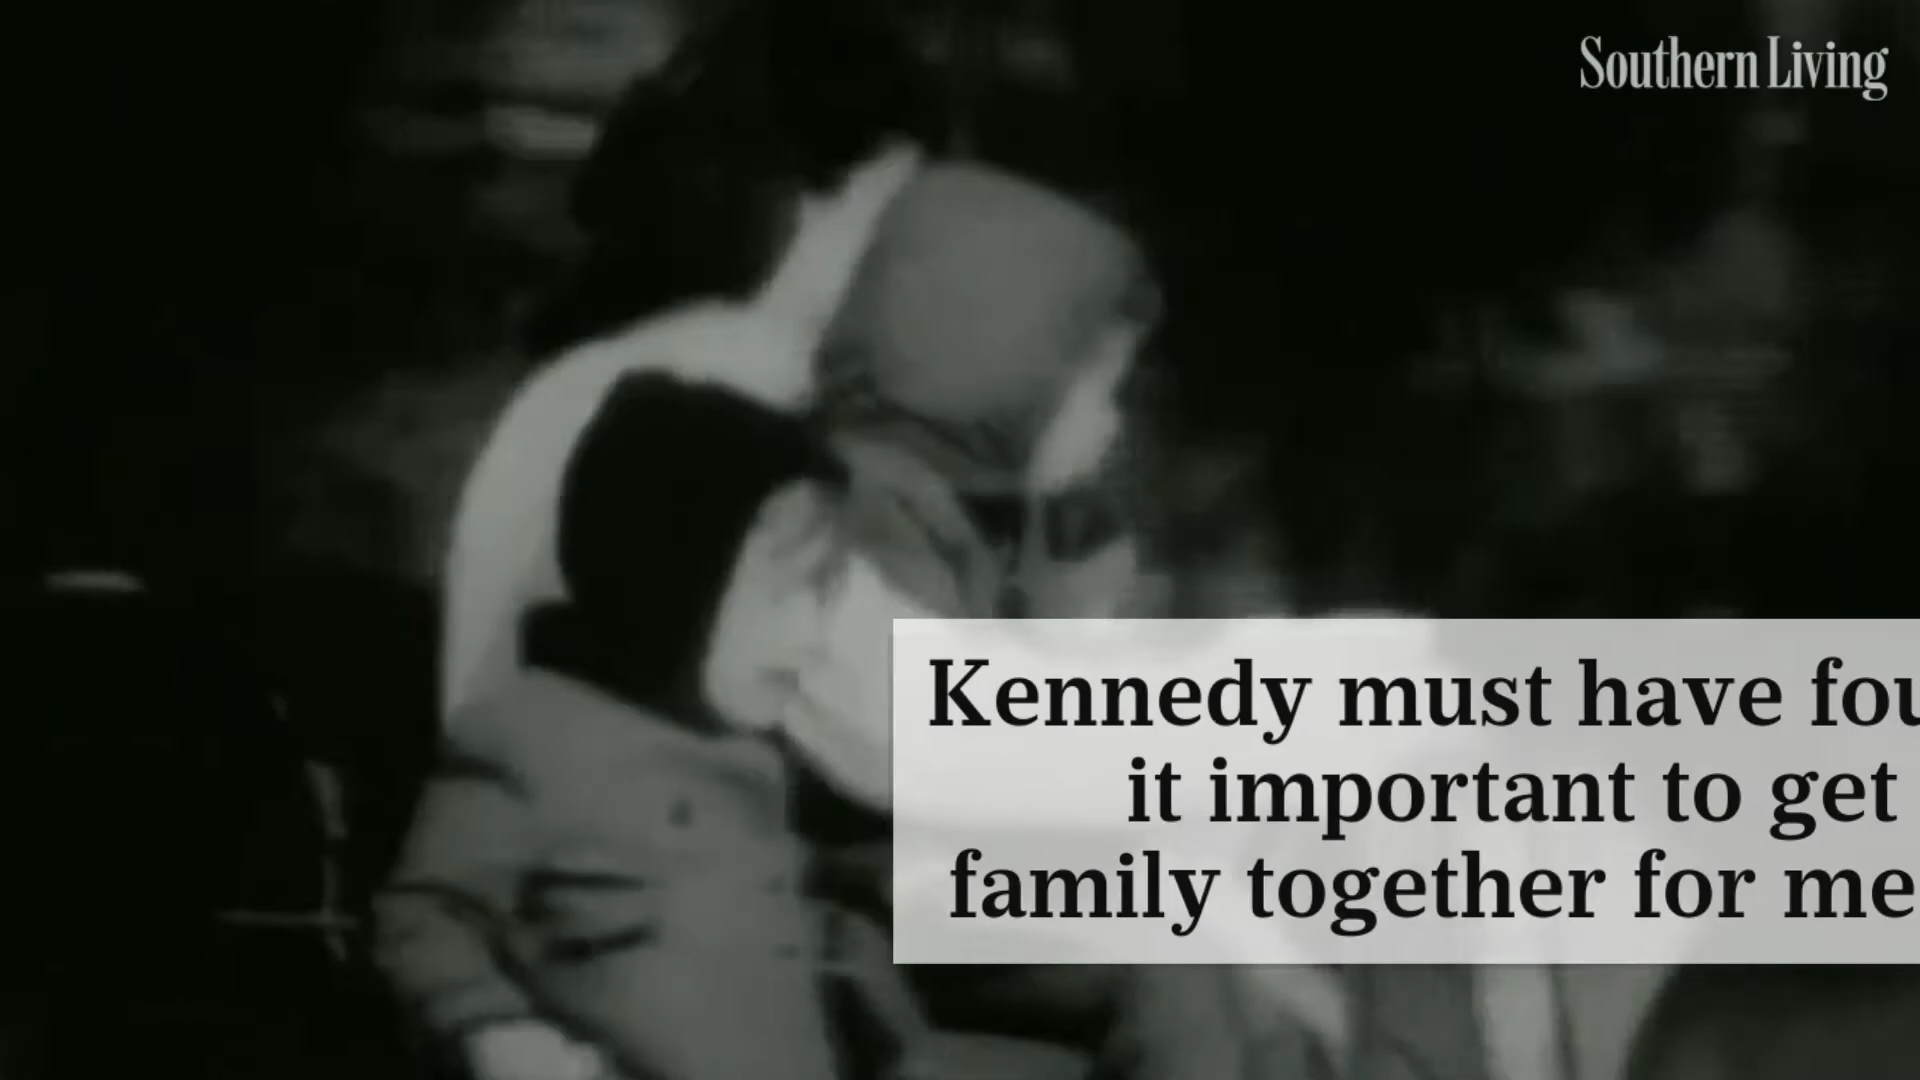 Southern Living
Kennedy must have fou
it important to get
family together for me